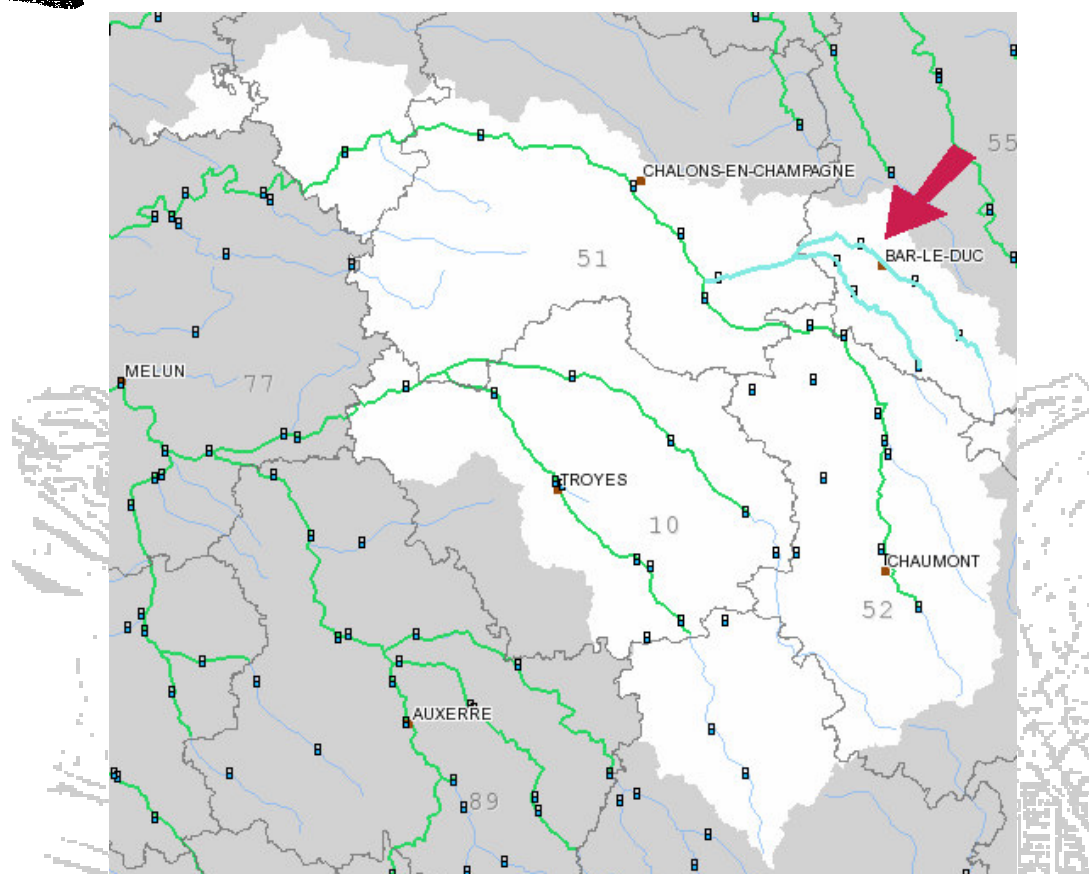 55
CHALONS-EN-CHAMPAGNE
51
BAR-LE-DUC
MELUN
77
TROYES
10
CHAUMONT
52
AUXERRE
89